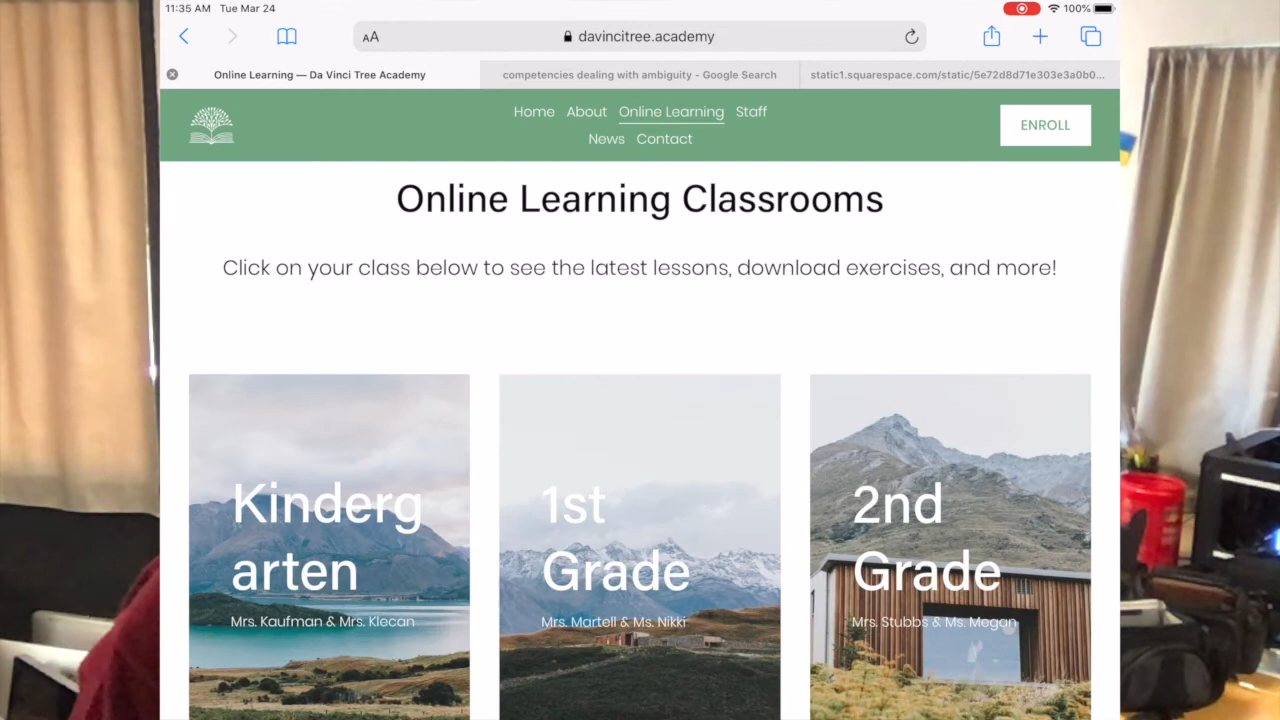 11:35 AM Tue Mar 24
100%
AA
davincitree.academy
Online Learning — Da Vinci Tree Academy
competencies dealing with ambiguity - Google Search
static1.squarespace.com/static/5e72d8d71e303e3a0b0...
Home About Online Learning Staff
News Contact
ENROLL
Online Learning Classrooms
Click on your class below to see the latest lessons, download exercises, and more!
Kinderg
arten
Mrs. Kaufman & Mrs. Klecan
1st
Grade
Mrs. Martell & Ms. Nikki
2nd
Grade
Mrs. Stubbs & Ms. Megan